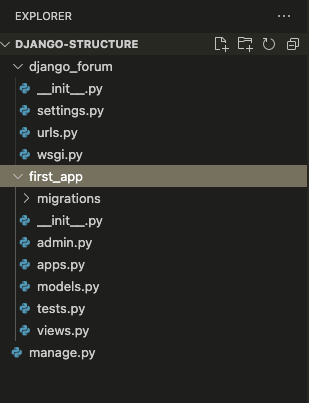 EXPLORER
DJANGO-STRUCTURE
django_forum
__init__.py
settings.py
urls.py
wsgi.py
first_app
migrations
__init__.py
admin.py
apps.py
models.py
tests.py
views.py
manage.py